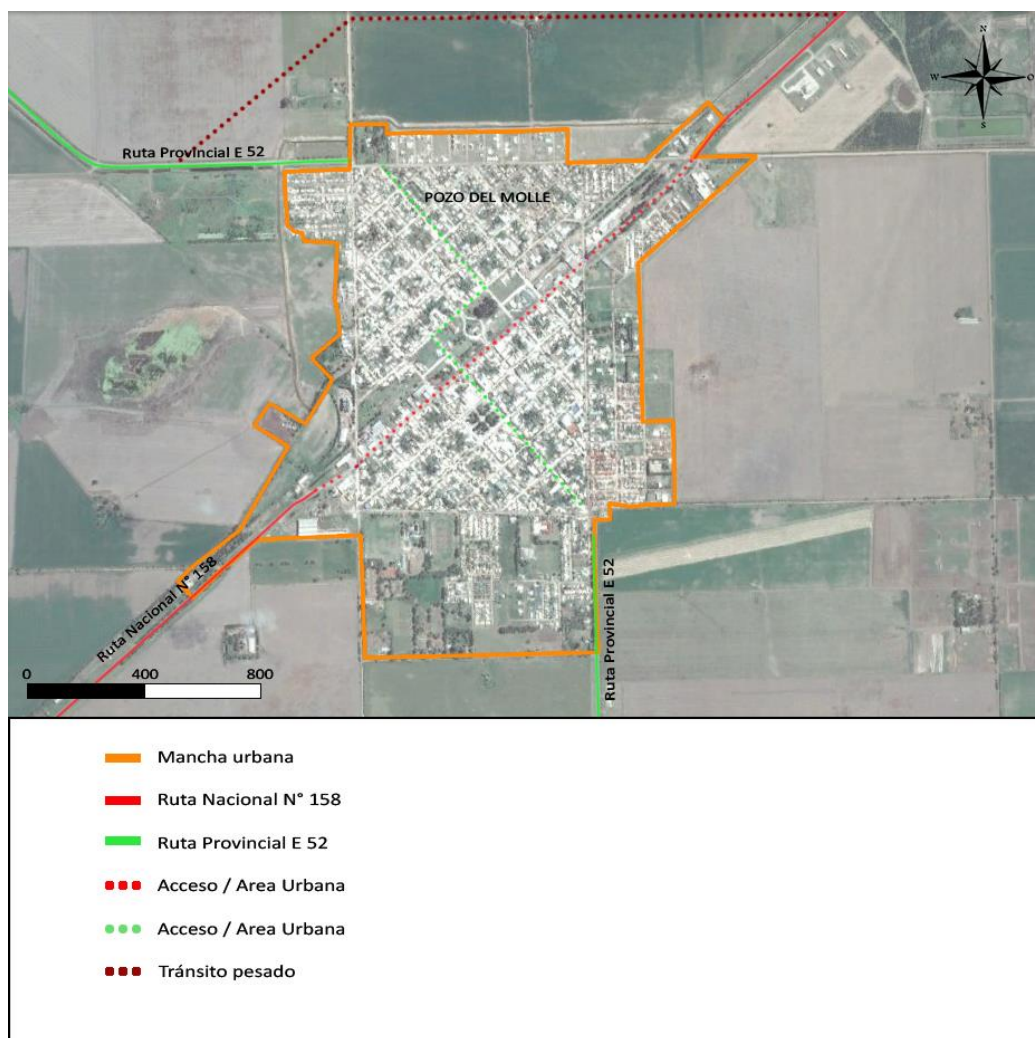 N
W
O
S
Ruta Provincial E 52
POZO DEL MOLLE
Ruta Nacional N° 158
Ruta Provincial E 52
0 400 800
Mancha urbana
Ruta Nacional N° 158
Ruta Provincial E 52
Acceso / Area Urbana
Acceso / Area Urbana
Tránsito pesado